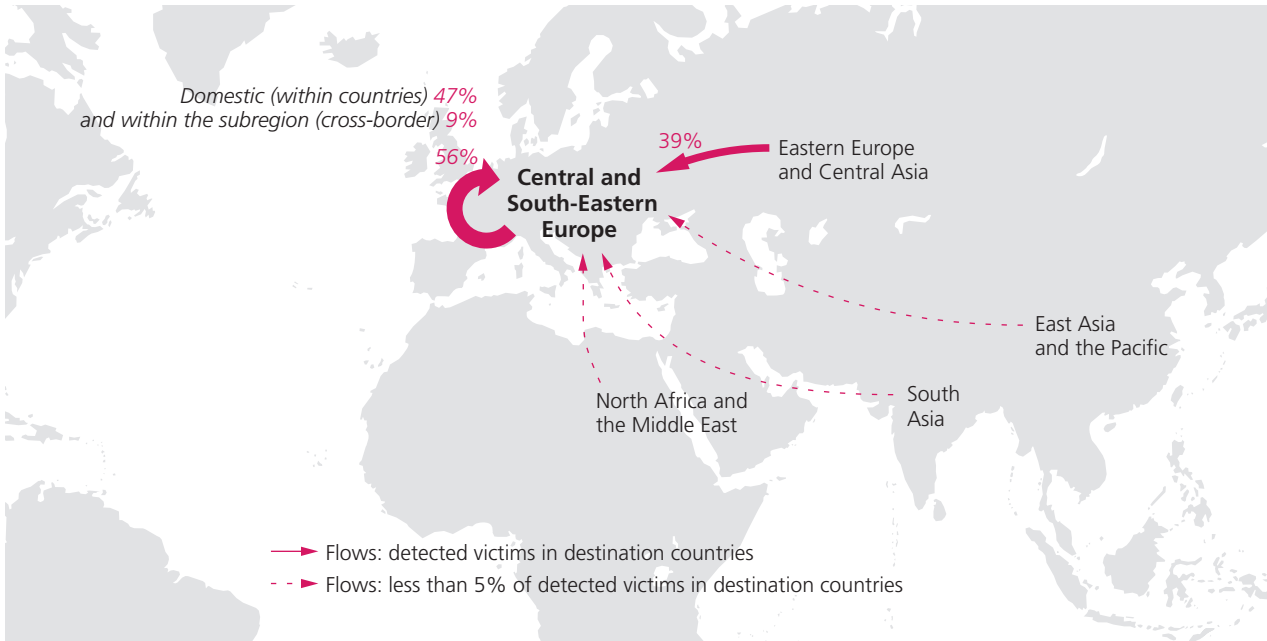 Domestic (within countries) 47%
and within the subregion (cross-border) 9%
56%
39%
Eastern Europe
and Central Asia
Central and
South-Eastern
Europe
East Asia
and the Pacific
North Africa and
the Middle East
South
Asia
Flows: detected victims in destination countries
Flows: less than 5% of detected victims in destination countries